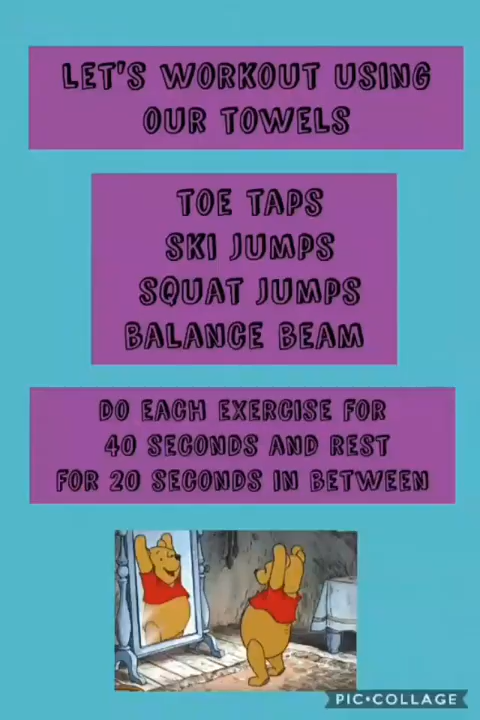 LET'S WORKOUT USING
OUR TOWELS
TOE TAPS
SKI JUMPS
SQUAT JUMPS
BALANCE BEAM
DO EACH EXERCISE FOR
40 SECONDS AND REST
FOR 20 SECONDS IN BETWEEN
PIC•COLLAGE